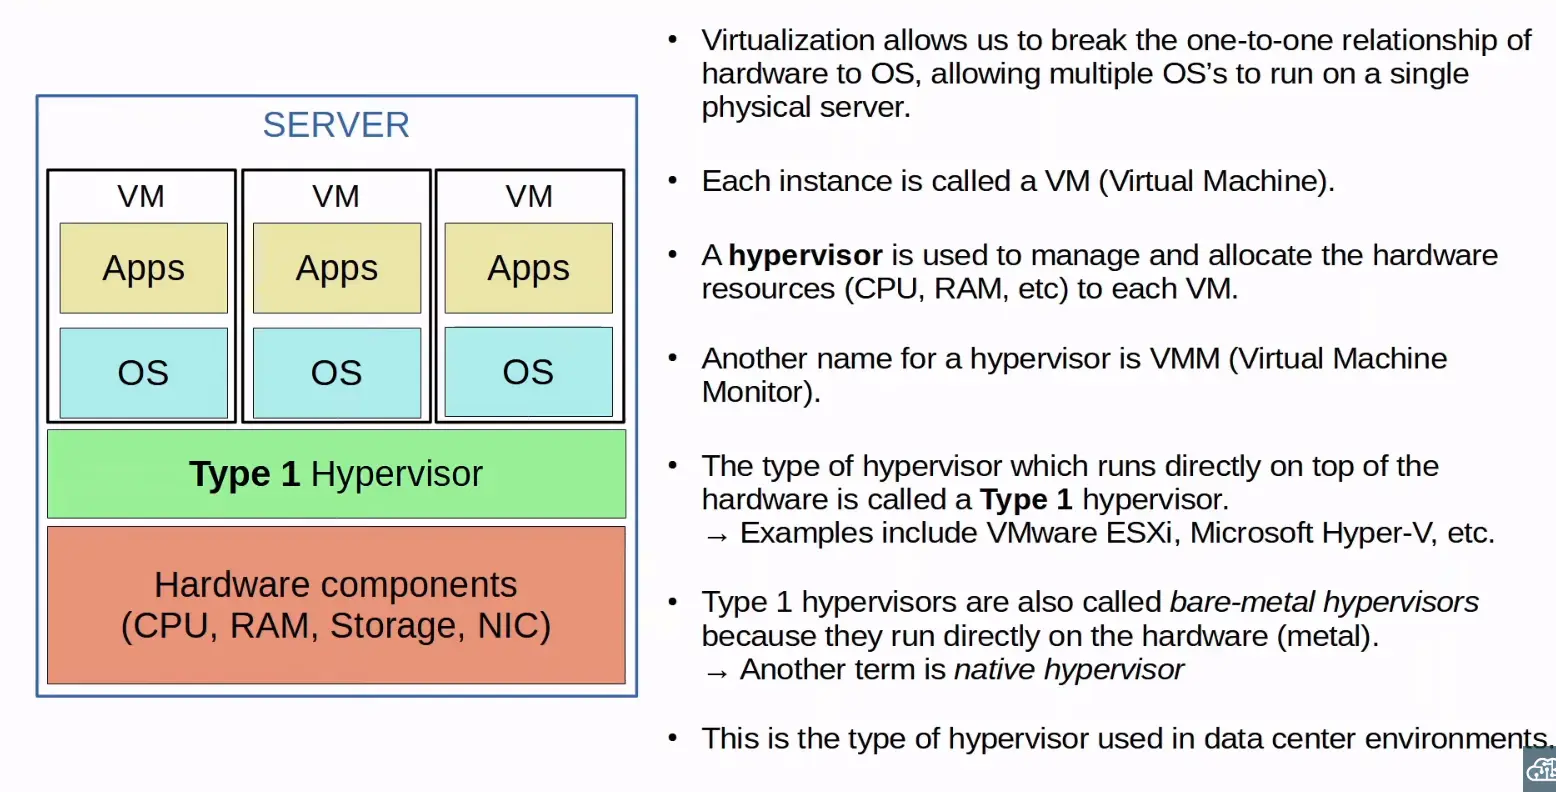 SERVER
VM
VM
VM
Apps
Apps
Apps
OS
OS
OS
Type 1 Hypervisor
Hardware components
(CPU, RAM, Storage, NIC)
• Virtualization allows us to break the one-to-one relationship of
hardware to OS, allowing multiple OS’s to run on a single
physical server.
• Each instance is called a VM (Virtual Machine).
• A hypervisor is used to manage and allocate the hardware
resources (CPU, RAM, etc) to each VM.
• Another name for a hypervisor is VMM (Virtual Machine
Monitor).
• The type of hypervisor which runs directly on top of the
hardware is called a Type 1 hypervisor.
→ Examples include VMware ESXi, Microsoft Hyper-V, etc.
• Type 1 hypervisors are also called bare-metal hypervisors
because they run directly on the hardware (metal).
→ Another term is native hypervisor
• This is the type of hypervisor used in data center environments.